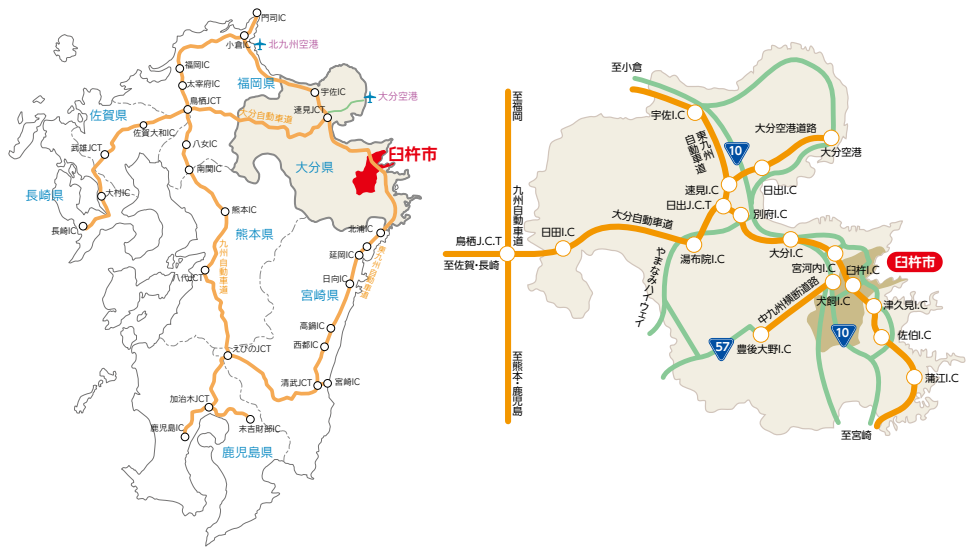 門司IC
小倉IC
北九州空港
福岡IC
福岡県
太宰府IC
宇佐IC
大分空港
鳥栖JCT
速見JCT
大分自動車道
佐賀県
佐賀大和IC
武雄JCT
八女IC
臼杵市
大分県
南関IC
長崎県
大村IC
熊本IC
長崎IC
熊本県
北浦IC
延岡IC
東九州自動車道
九州自動車道
八代JCT
日向IC
宮崎県
高鍋IC
西都IC
えびのJCT
清武JCT
宮崎IC
加治木JCT
鹿児島IC
末吉財部IC
鹿児島県
至小倉
至福岡
宇佐I.C
東九州
自動車道
10
大分空港道路
大分空港
速見I.C
日出I.C
日出J.C.T
別府I.C
九州自動車道
大分自動車道
鳥栖J.C.T
日田I.C
至佐賀・長崎
湯布院I.C
やまなみハイウェイ
大分I.C
宮河内I.C
臼杵I.C
臼杵市
中九州横断道路
犬飼I.C
津久見I.C
10
佐伯I.C
57
豊後大野I.C
至熊本・鹿児島
蒲江I.C
至宮崎